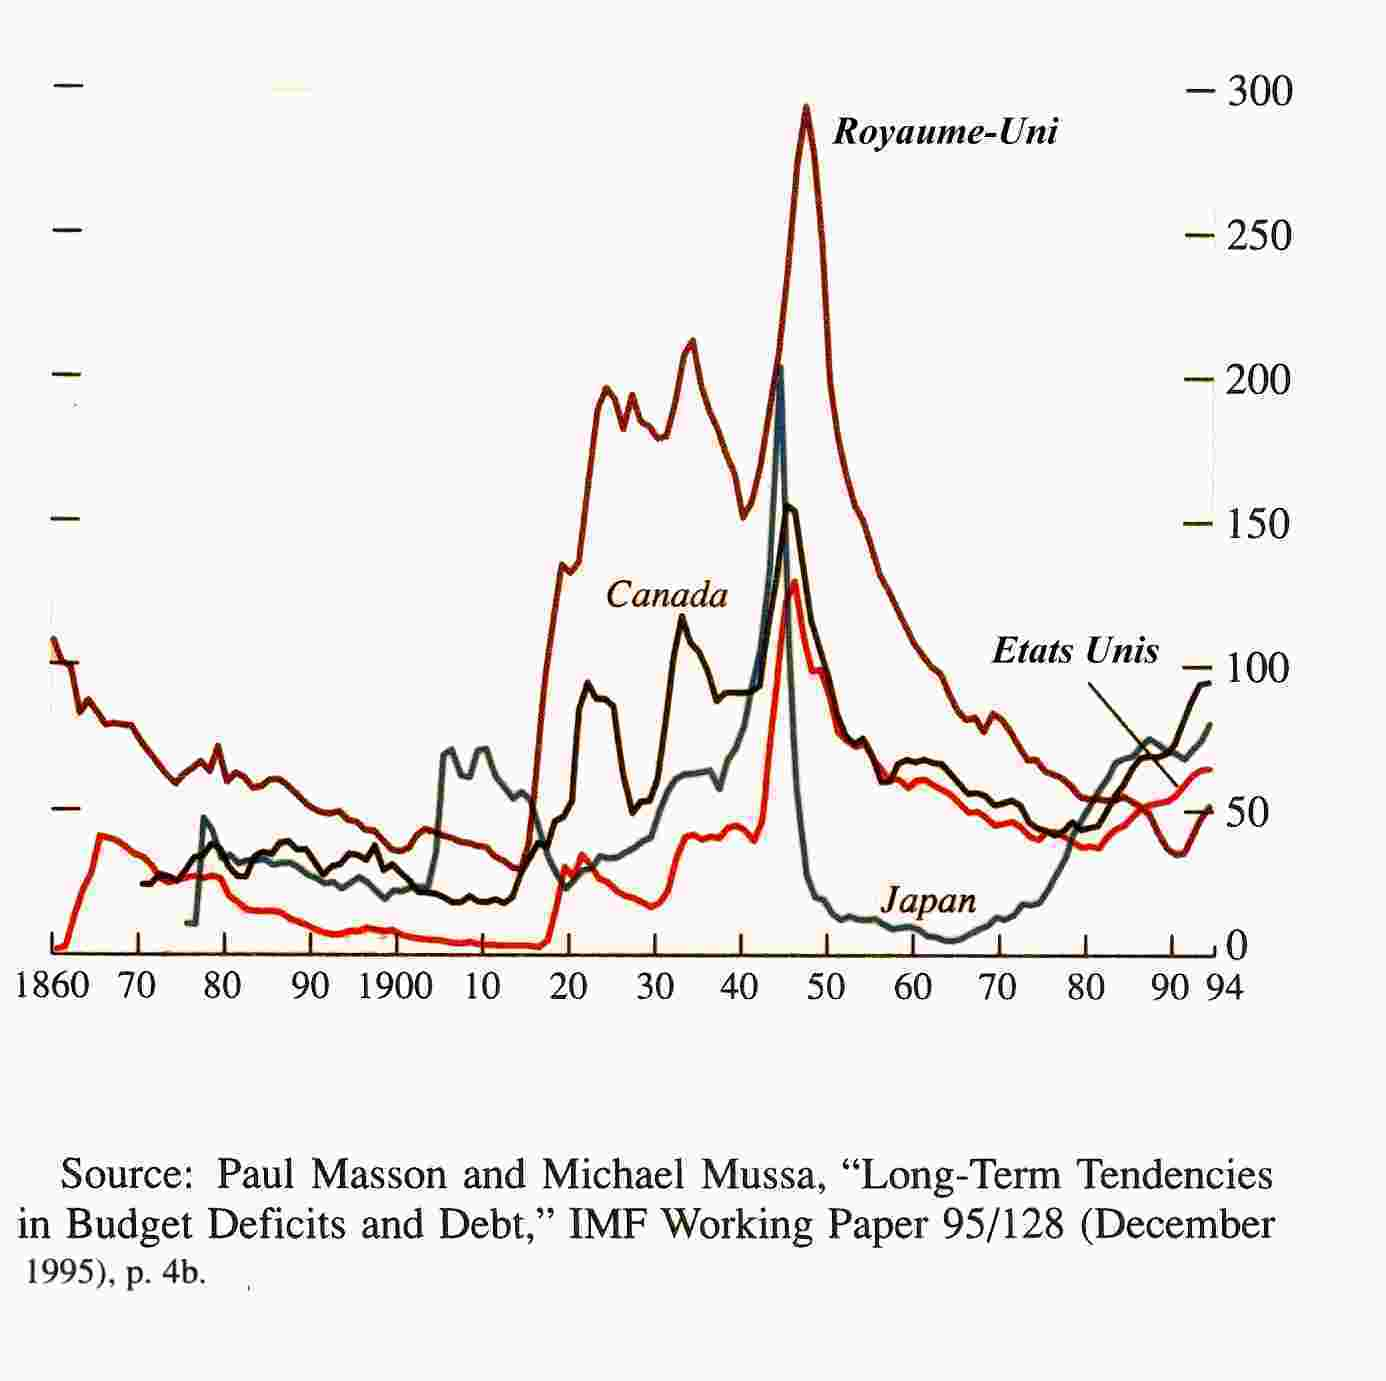 300
Royaume-Uni
250
200
150
Canada
Etats Unis
100
50
Japan
0
1860 70 80 90 1900 10 20 30 40 50 60 70 80 90 94
Source: Paul Masson and Michael Mussa, “Long-Term Tendencies
in Budget Deficits and Debt,” IMF Working Paper 95/128 (December
1995), p. 4b.